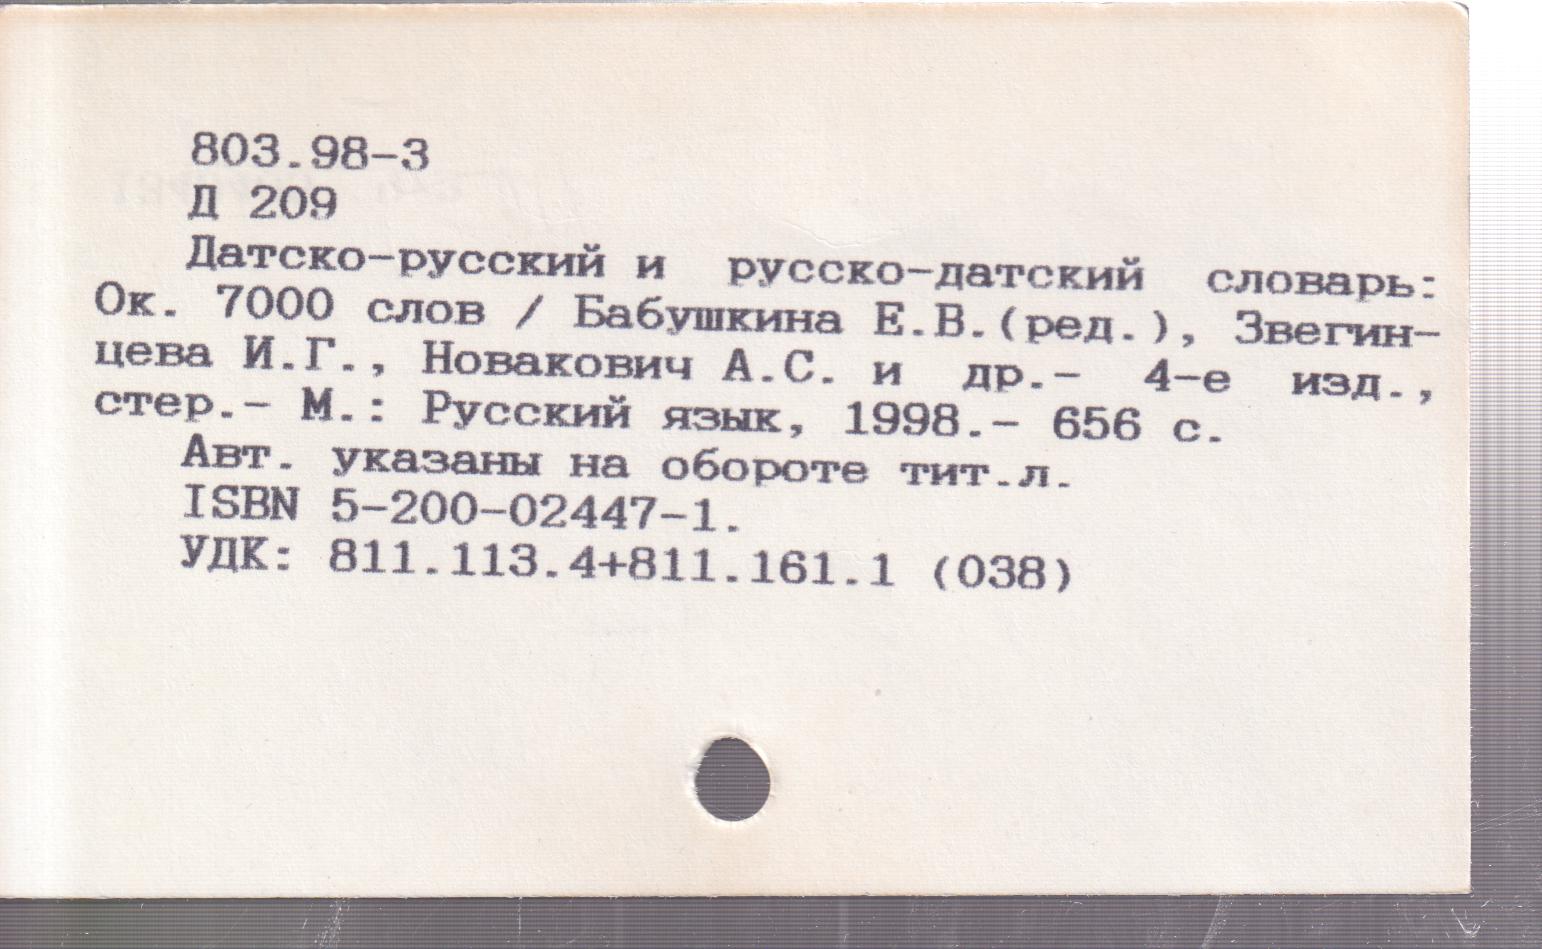 803.98-3
Д 209
Датско-русский и русско-датский словарь:
Ок. 7000 слов / Бабушкина Е.В.(ред.), Звегин-
цева И.Г., Новакович А.С. и др.- 4-е изд.,
стер.- М.: Русский язык, 1998.- 656 с.
Авт. указаны на обороте тит.л.
ISBN 5-200-02447-1.
УДК: 811.113.4+811.161.1 (038)